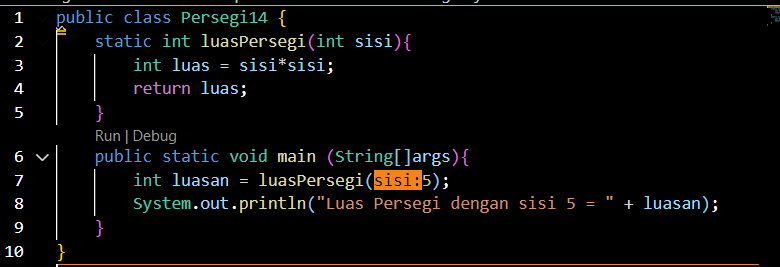 1 public class Persegi14 {
2 static int luasPersegi(int sisi){
3 int luas = sisi*sisi;
4 return luas;
5 }
Run | Debug
6 public static void main (String[]args){
7 int luasan = luasPersegi(sisi:5);
8 System.out.println("Luas Persegi dengan sisi 5 = " + luasan);
9 }
10 }